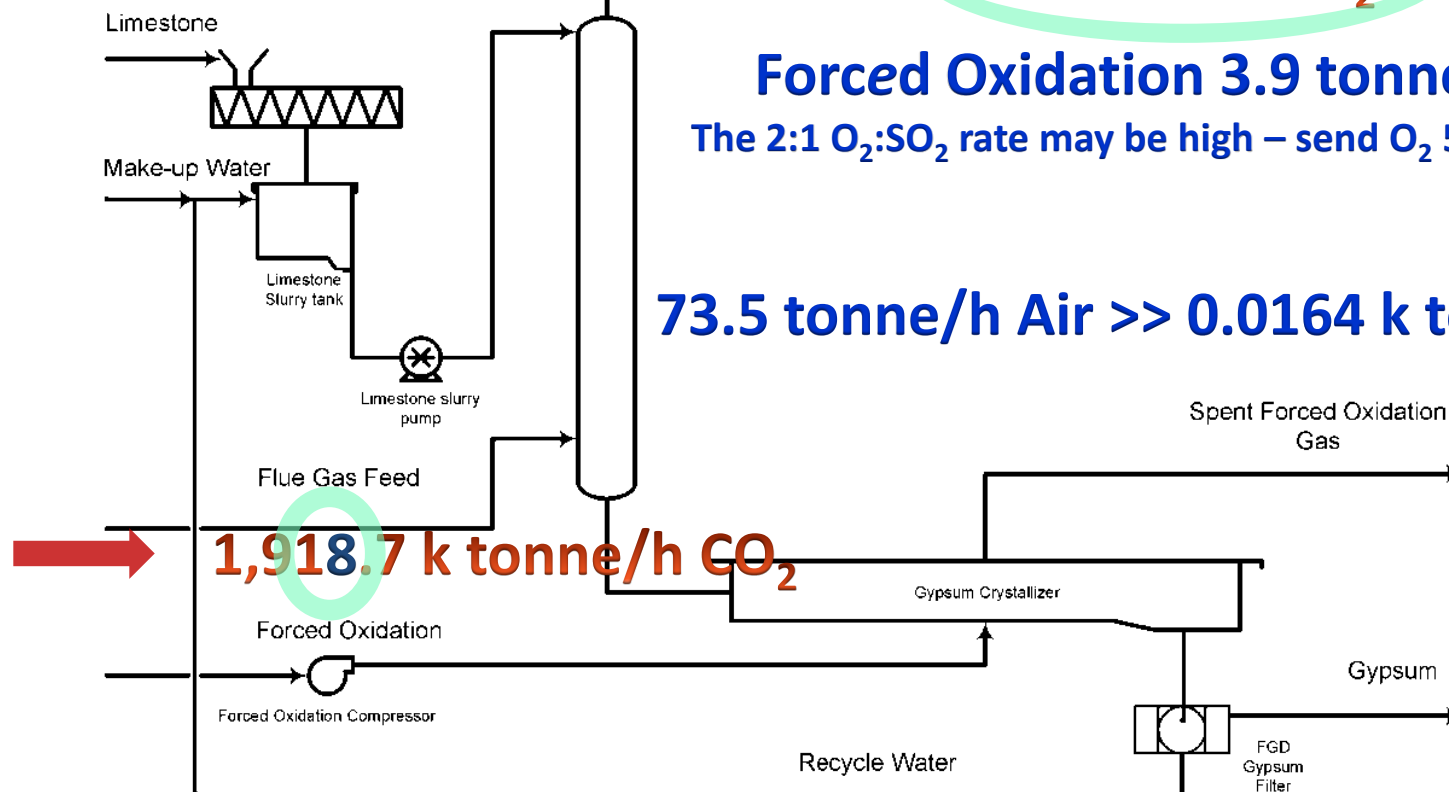 Limestone
2
Forced Oxidation 3.9 tonn
The 2:1 O₂:SO₂ rate may be high – send O₂
Make-up Water
Limestone
Slurry tank
73.5 tonne/h Air >> 0.0164 k t
Limestone slurry
pump
Spent Forced Oxidation
Gas
Flue Gas Feed
1,918.7 k tonne/h CO₂
Gypsum Crystallizer
Forced Oxidation
Gypsum
Forced Oxidation Compressor
Recycle Water
FGD
Gypsum
Filter